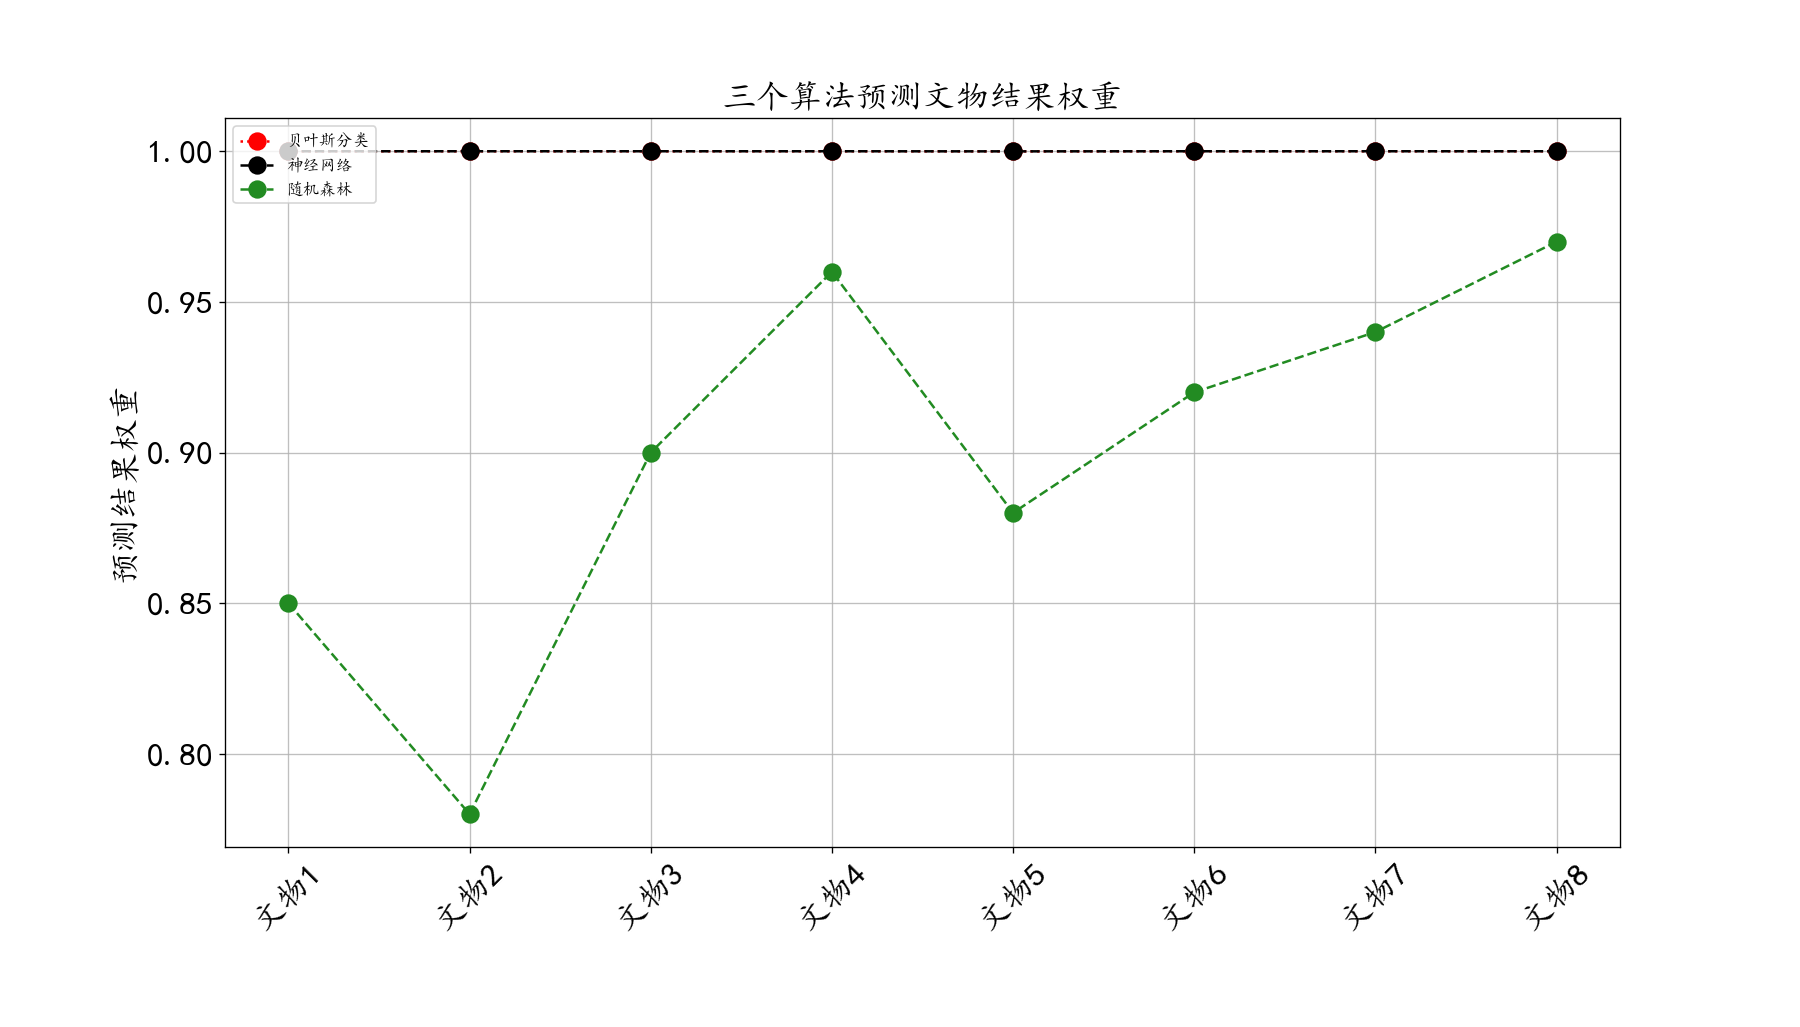 三个算法预测文物结果权重
贝叶斯分类
神经网络
随机森林
预测结果权重
1.00
0.95
0.90
0.85
0.80
文物1
文物2
文物3
文物4
文物5
文物6
文物7
文物8